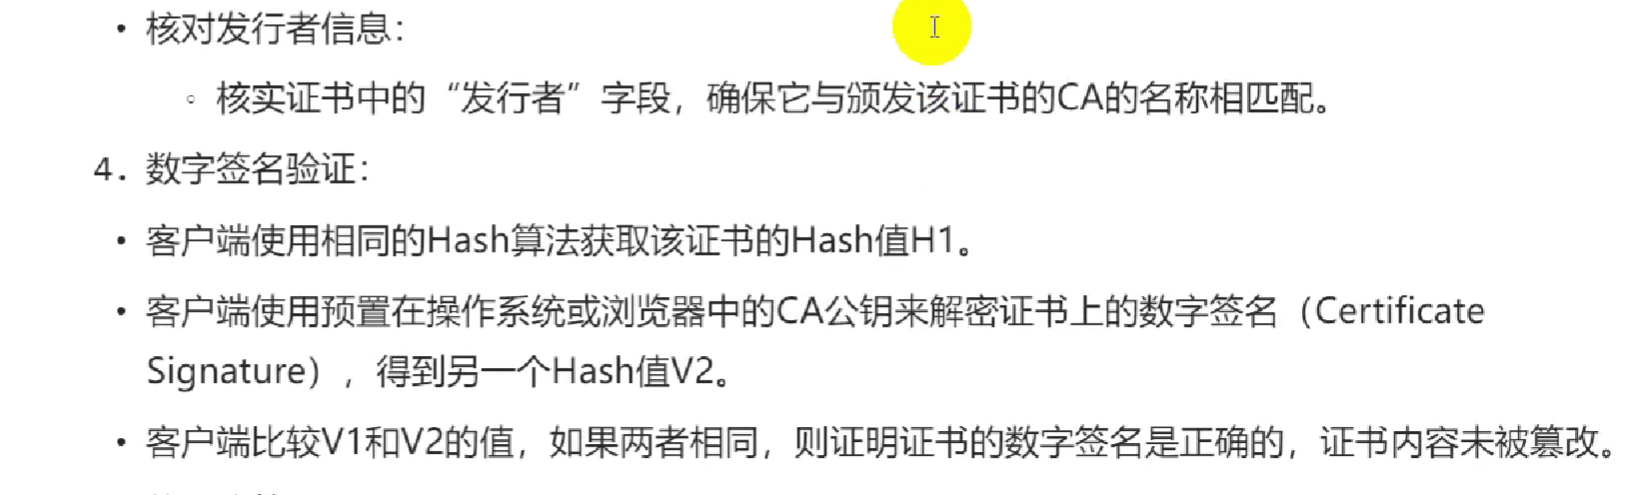 • 核对发行者信息：
◦ 核实证书中的“发行者”字段，确保它与颁发该证书的CA的名称相匹配。
4. 数字签名验证：
• 客户端使用相同的Hash算法获取该证书的Hash值H1。
• 客户端使用预置在操作系统或浏览器中的CA公钥来解密证书上的数字签名（Certificate
Signature），得到另一个Hash值V2。
• 客户端比较V1和V2的值，如果两者相同，则证明证书的数字签名是正确的，证书内容未被篡改。